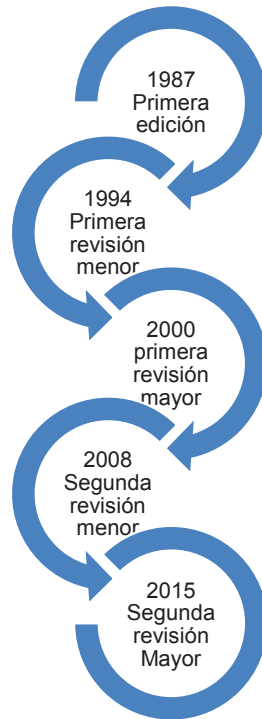 1987
Primera
edición
1994
Primera
revisión
menor
2000
primera
revisión
mayor
2008
Segunda
revisión
menor
2015
Segunda
revisión
Mayor